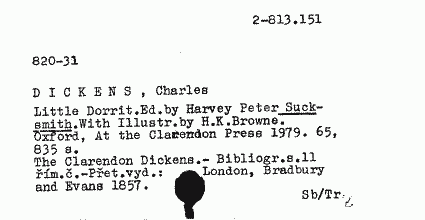 2-813.151
820-31
D I C K E N S , Charles
Little Dorrit.Ed.by Harvey Peter Suck-
smith.With Illustr.by H.K.Browne.
Oxford, At the Clarendon Press 1979. 65,
835 s.
The Clarendon Dickens.- Bibliogr.s.ll
řím.č.-Přet.vyd.: London, Bradbury
and Evans 1857.
Sb/Tr